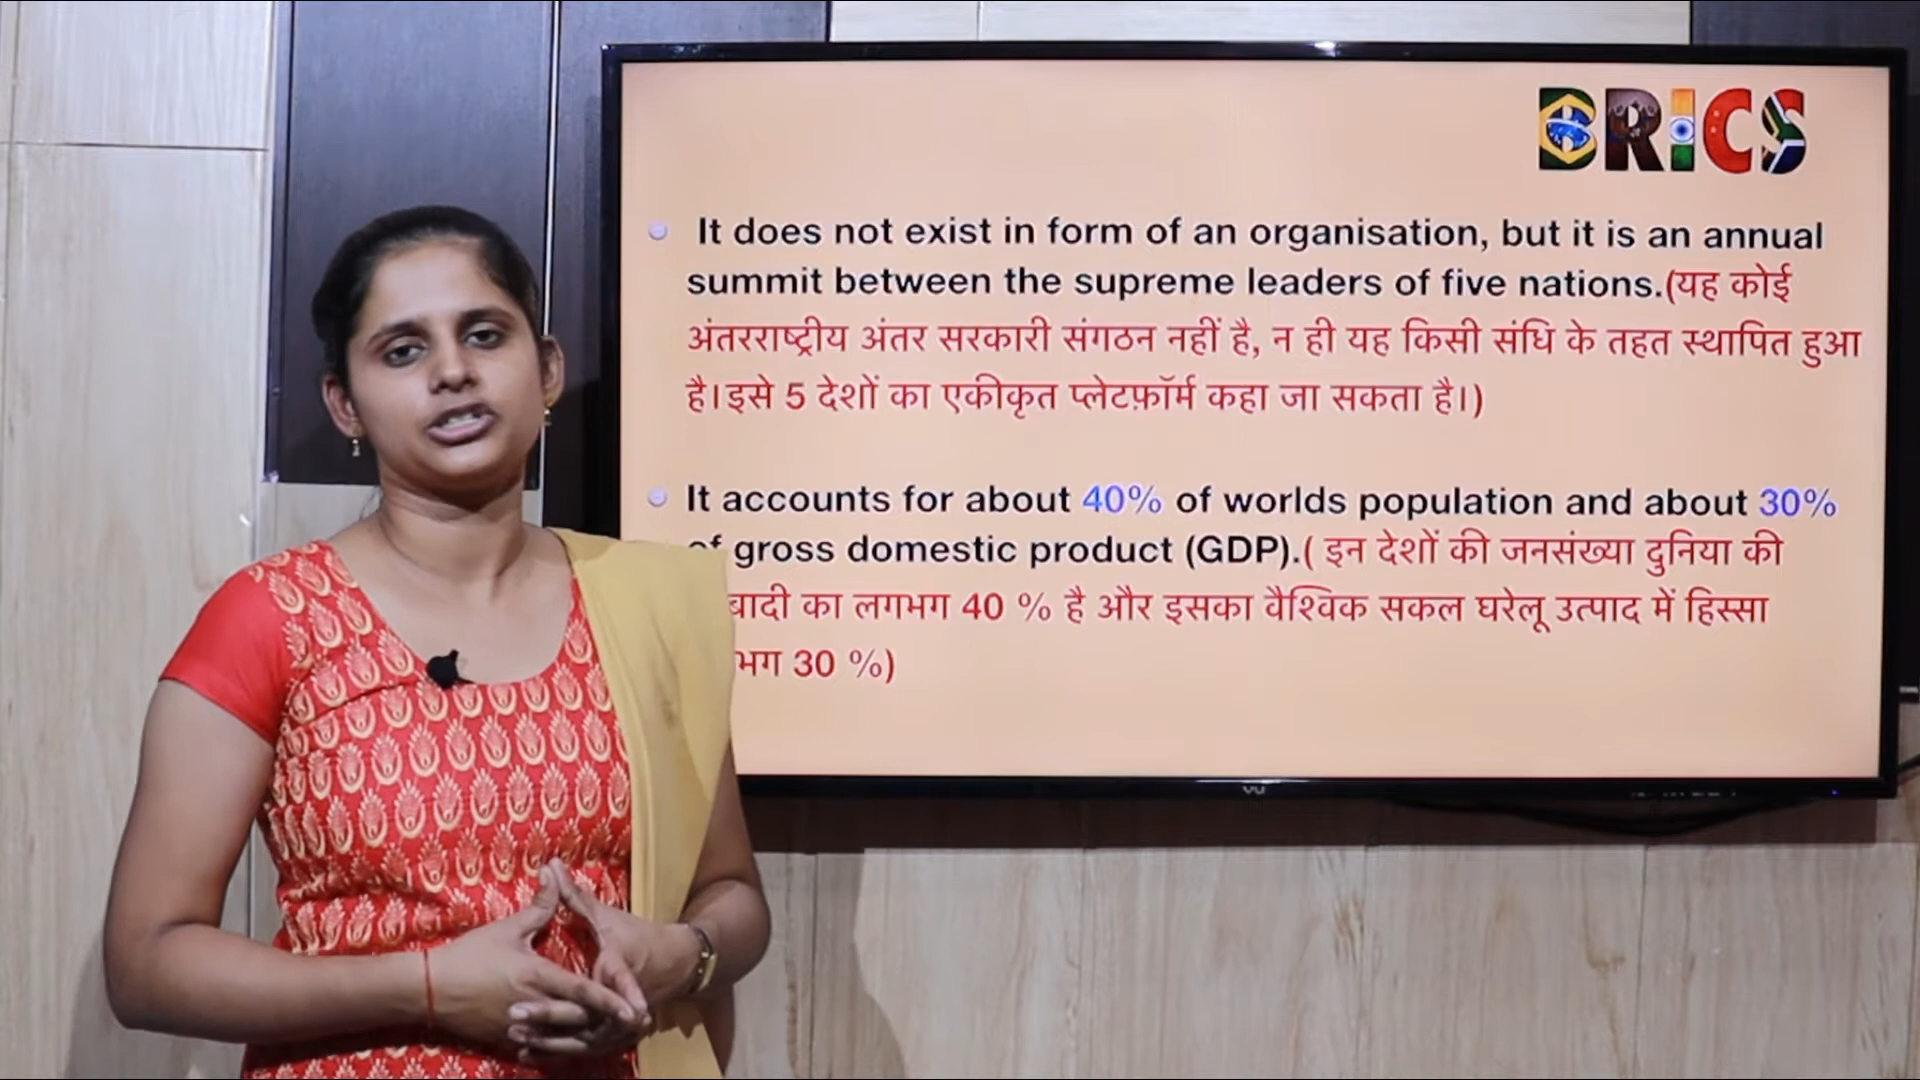 BRICS
It does not exist in form of an organisation, but it is an annual
summit between the supreme leaders of five nations.(यह कोई
अंतरराष्ट्रीय अंतर सरकारी संगठन नहीं है, न ही यह किसी संधि के तहत स्थापित हुआ
है।इसे 5 देशों का एकीकृत प्लेटफ़ॉर्म कहा जा सकता है।)
It accounts for about 40% of worlds population and about 30%
of gross domestic product (GDP).( इन देशों की जनसंख्या दुनिया की
बादी का लगभग 40 % है और इसका वैश्विक सकल घरेलू उत्पाद में हिस्सा
भग 30 %)
VU